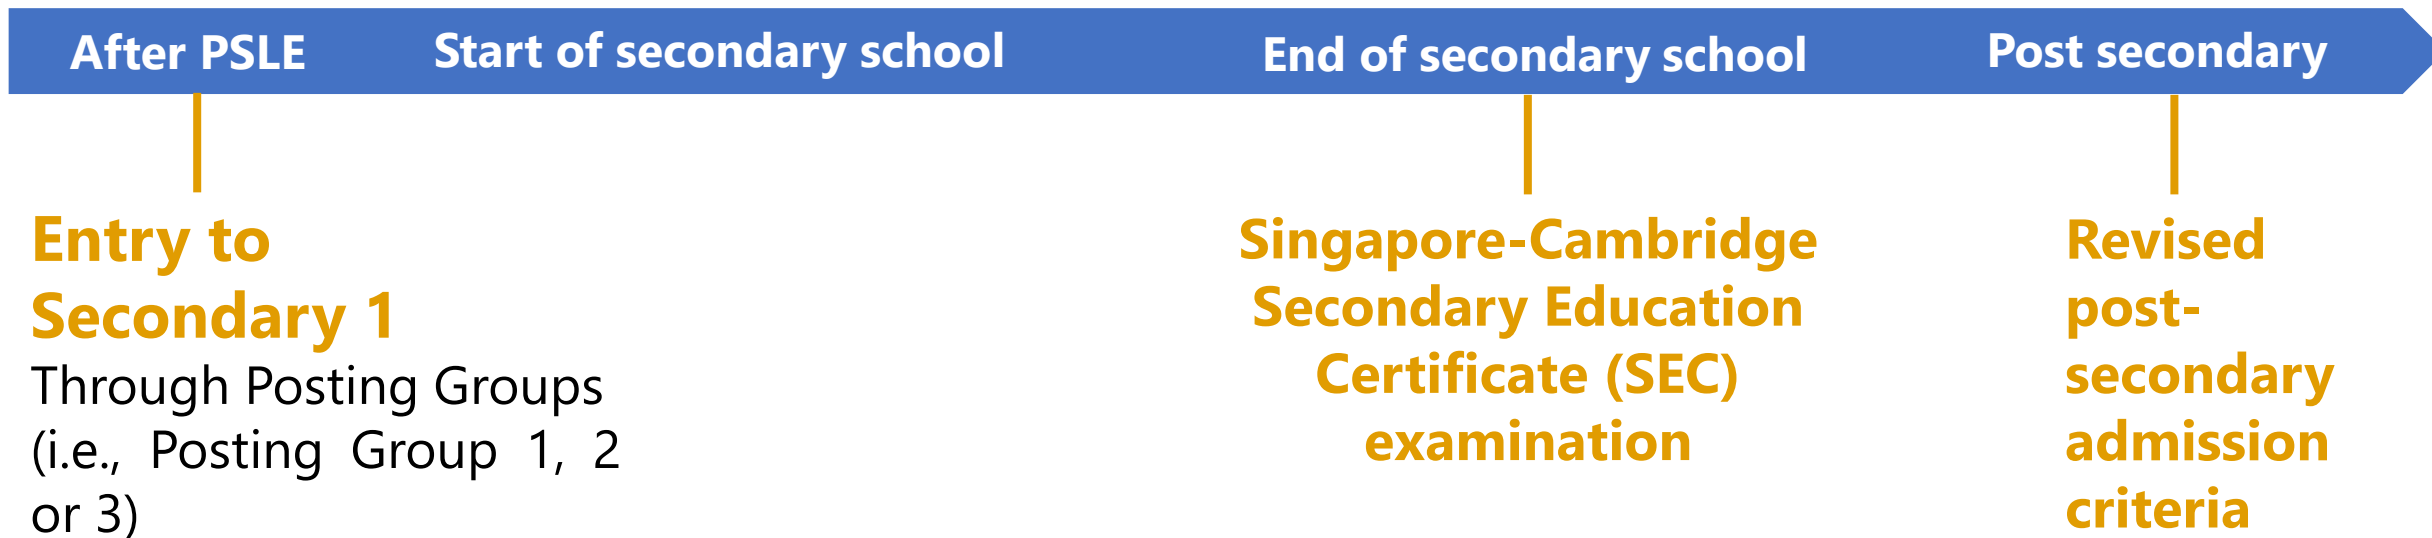 After PSLE
Start of secondary school
End of secondary school
Post secondary
Entry to
Secondary 1
Through Posting Groups
(i.e., Posting Group 1, 2
or 3)
Singapore-Cambridge
Secondary Education
Certificate (SEC)
examination
Revised
post-
secondary
admission
criteria